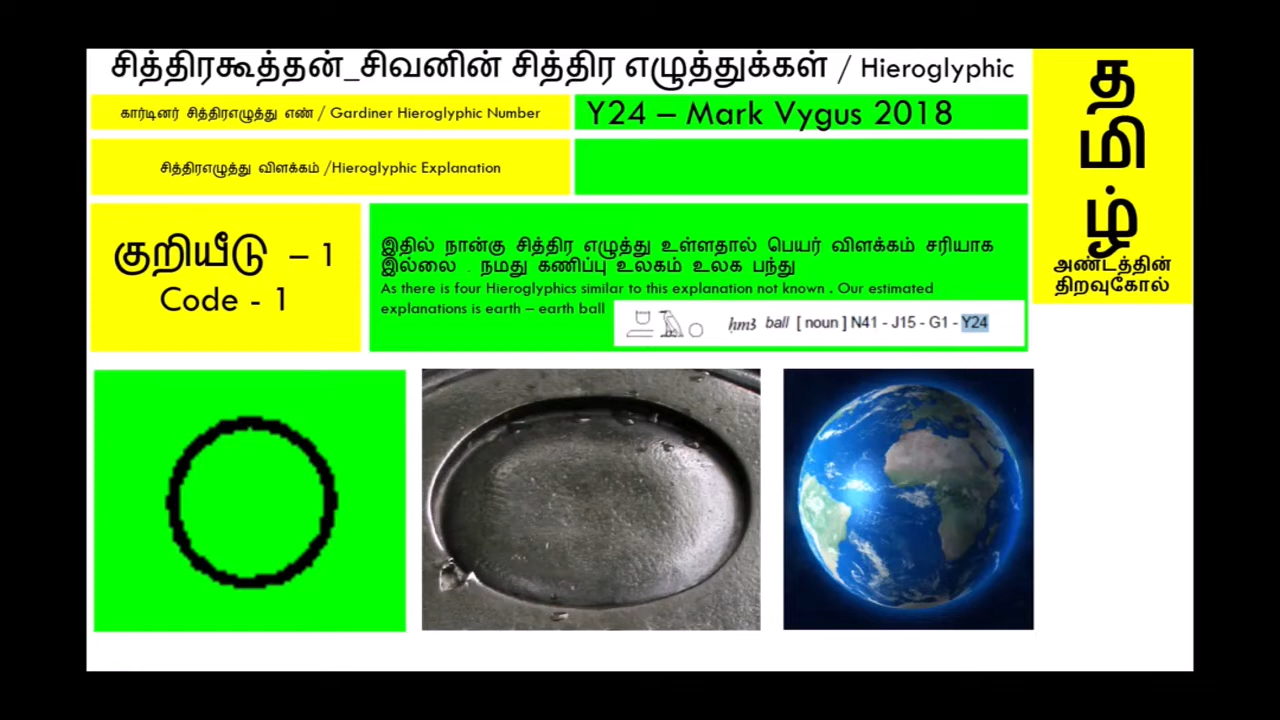 சித்திரகூத்தன்_சிவனின் சித்திர எழுத்துக்கள் / Hieroglyphic
கார்டினர் சித்திரஎழுத்து எண் / Gardiner Hieroglyphic Number
Y24 – Mark Vygus 2018
சித்திரஎழுத்து விளக்கம் /Hieroglyphic Explanation
குறியீடு – 1
Code - 1
இதில் நான்கு சித்திர எழுத்து உள்ளதால் பெயர் விளக்கம் சரியாக
இல்லை . நமது கணிப்பு உலகம் உலக பந்து
As there is four Hieroglyphics similar to this explanation not known . Our estimated
explanations is earth – earth ball
ḥmꜣ ball [ noun ] N41 - J15 - G1 - Y24
த
மி
ழ்
அண்டத்தின்
திறவுகோல்